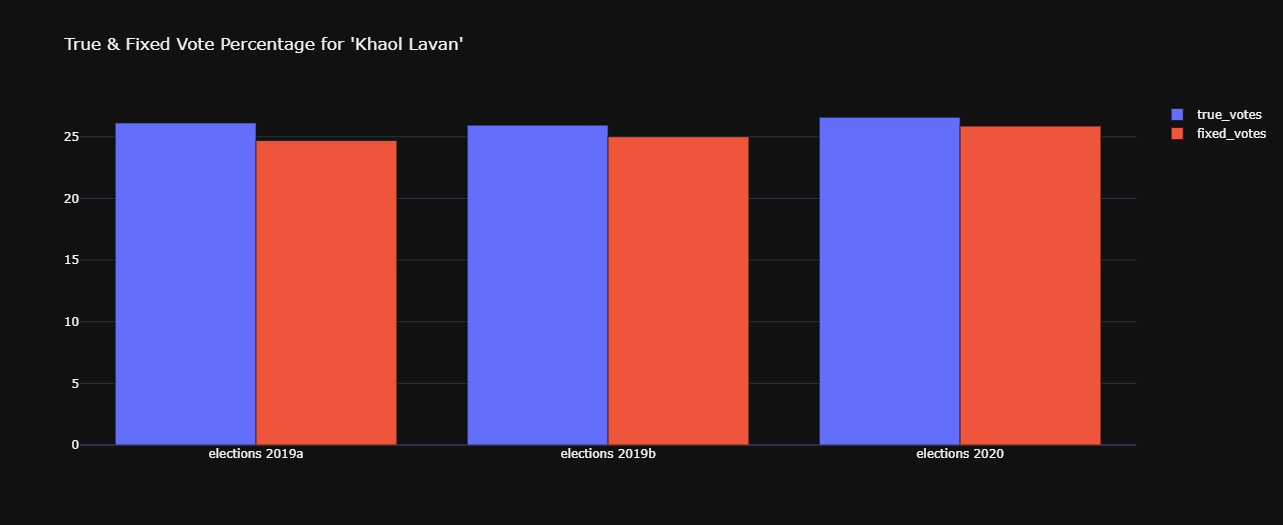 True & Fixed Vote Percentage for 'Khaol Lavan'
true_votes
fixed_votes
25
20
15
10
5
0
elections 2019a
elections 2019b
elections 2020